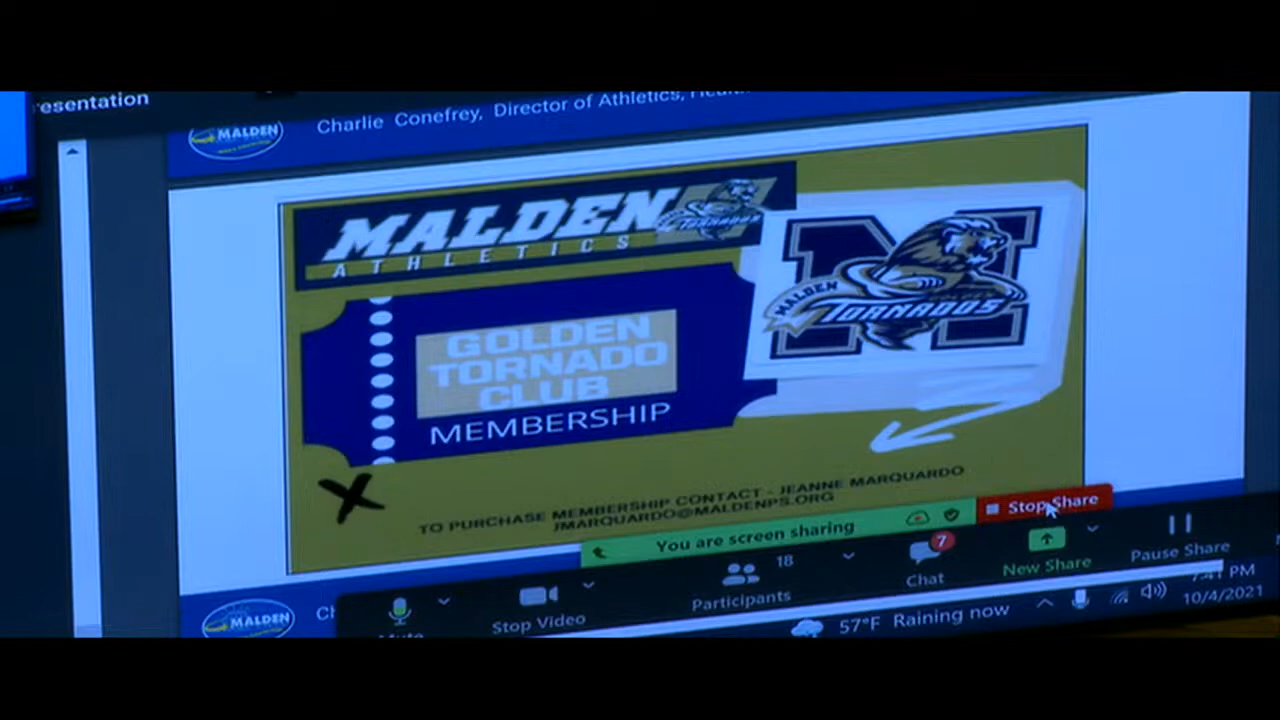 resentation
MALDEN
Charlie Conefrey, Director of Athletics,
MALDEN
TORNADOS
ATHLETICS
MALDEN
TORNADOS
GOLDEN
TORNADO
CLUB
MEMBERSHIP
TO PURCHASE MEMBERSHIP CONTACT - JEANNE MARQUARDO
JMARQUARDO@MALDENPS.ORG
You are screen sharing
Stop Share
MALDEN
Ch
Mute
Stop Video
18
Participants
7
Chat
New Share
Pause Share
57°F Raining now
7:41 PM
10/4/2021